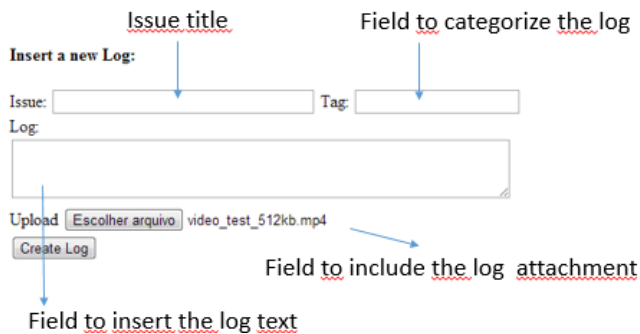 Issue title
Field to categorize the log
Insert a new Log:
Issue:
Tag:
Log:
Upload Escolher arquivo video_test_512kb.mp4
Create Log
Field to include the log attachment
Field to insert the log text